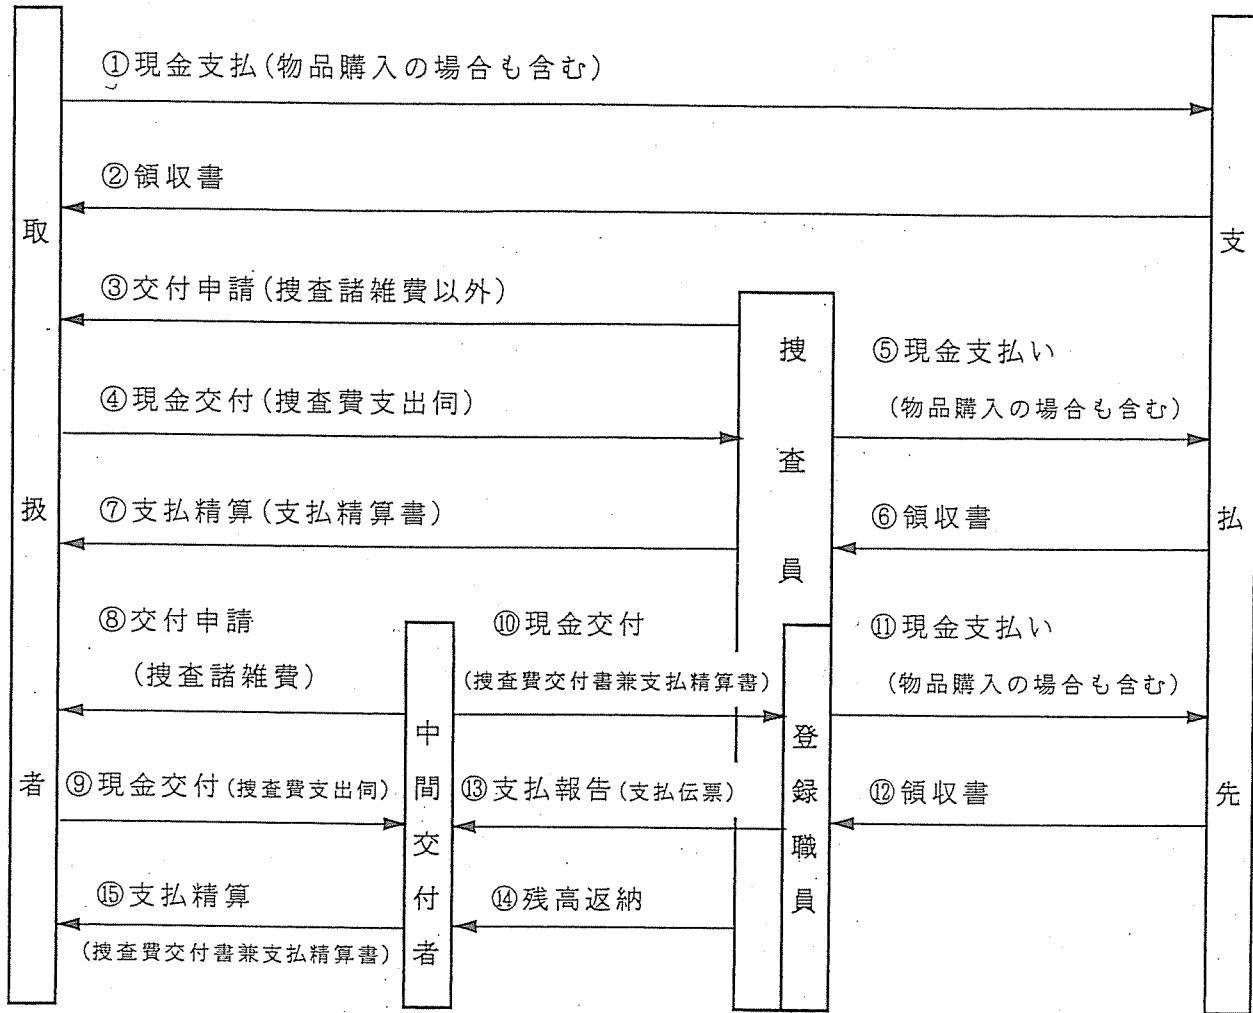 ①現金支払(物品購入の場合も含む)
②領収書
取扱者
支払先
③交付申請(捜査諸雑費以外)
捜査員
⑤現金支払い
(物品購入の場合も含む)
④現金交付(捜査費支出伺)
⑦支払精算(支払精算書)
⑥領収書
⑧交付申請
(捜査諸雑費)
⑩現金交付
(捜査費交付書兼支払精算書)
⑪現金支払い
(物品購入の場合も含む)
中間交付者
登録職員
⑨現金交付(捜査費支出伺)
⑬支払報告(支払伝票)
⑫領収書
⑮支払精算
(捜査費交付書兼支払精算書)
⑭残高返納